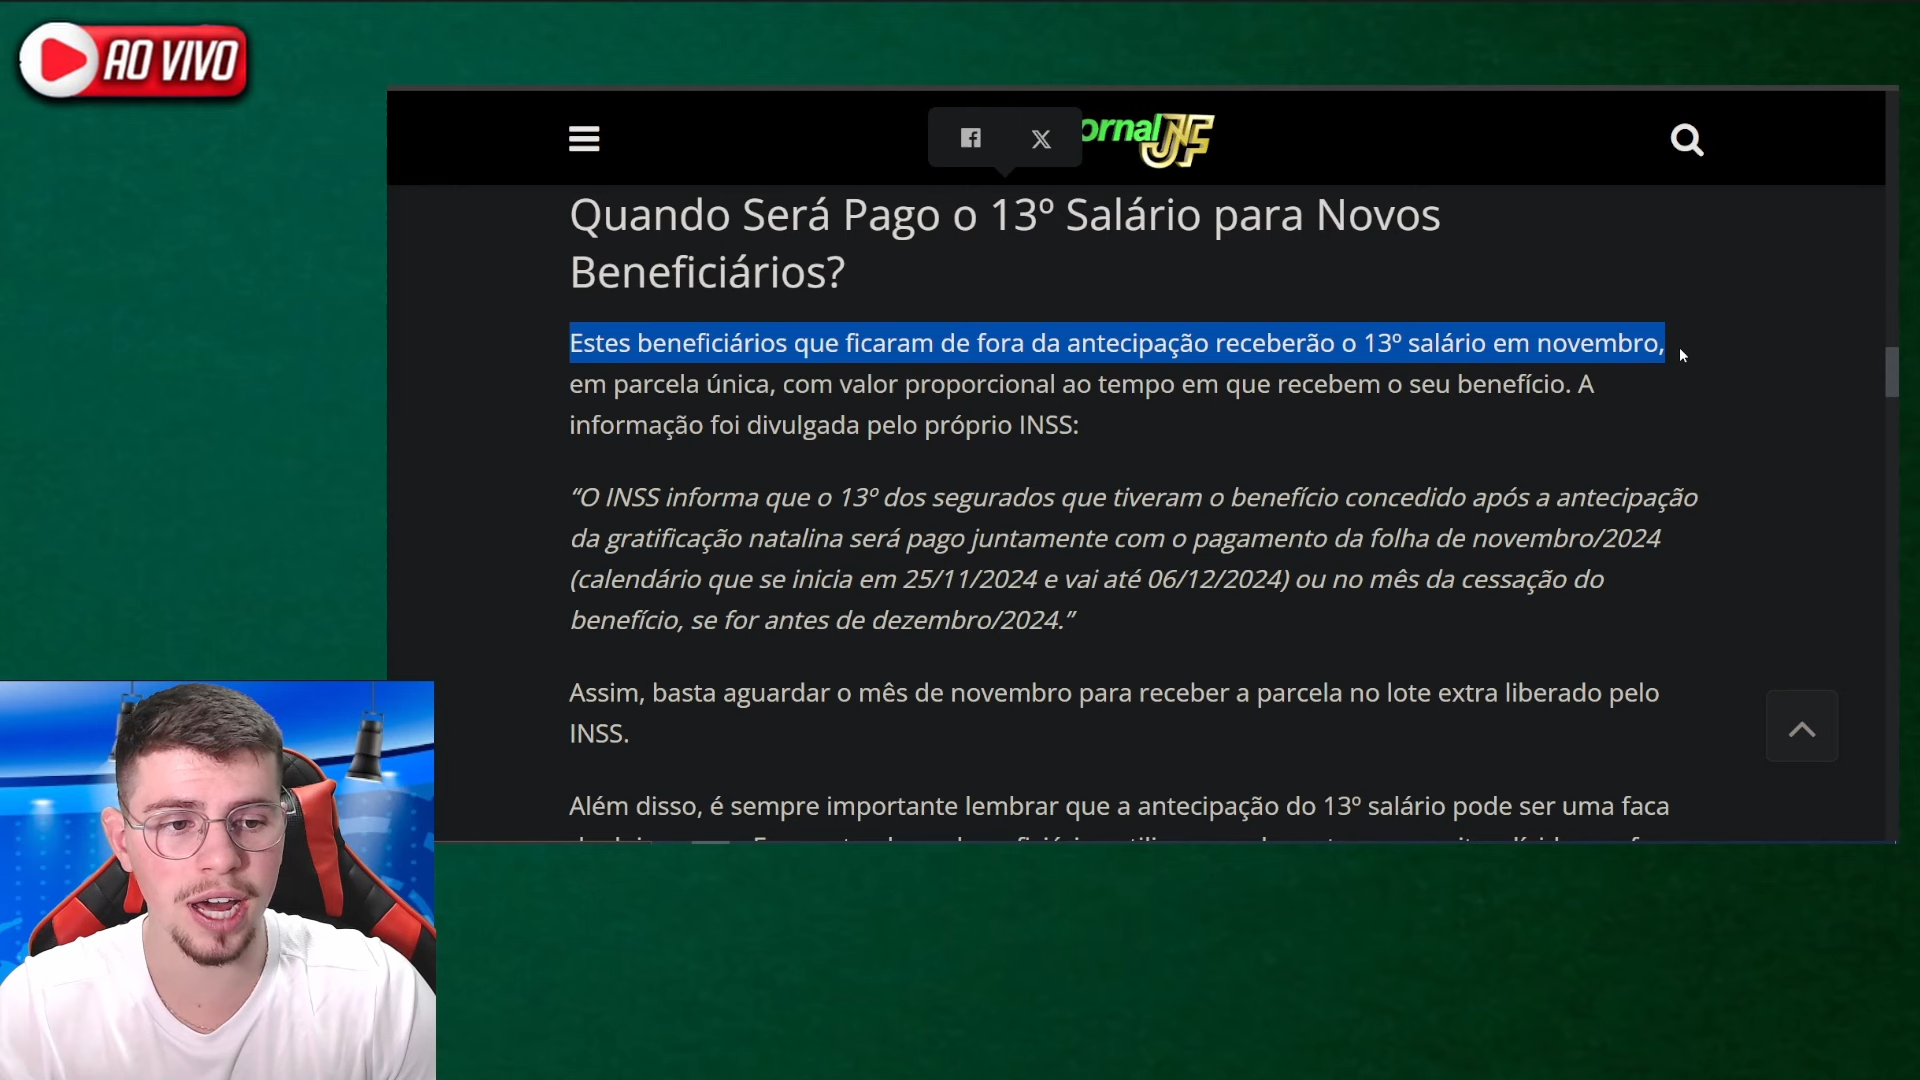 AO VIVO
ornal JNF
Quando Será Pago o 13º Salário para Novos
Beneficiários?
Estes beneficiários que ficaram de fora da antecipação receberão o 13º salário em novembro,
em parcela única, com valor proporcional ao tempo em que recebem o seu benefício. A
informação foi divulgada pelo próprio INSS:
“O INSS informa que o 13º dos segurados que tiveram o benefício concedido após a antecipação
da gratificação natalina será pago juntamente com o pagamento da folha de novembro/2024
(calendário que se inicia em 25/11/2024 e vai até 06/12/2024) ou no mês da cessação do
benefício, se for antes de dezembro/2024.”
Assim, basta aguardar o mês de novembro para receber a parcela no lote extra liberado pelo
INSS.
Além disso, é sempre importante lembrar que a antecipação do 13º salário pode ser uma faca